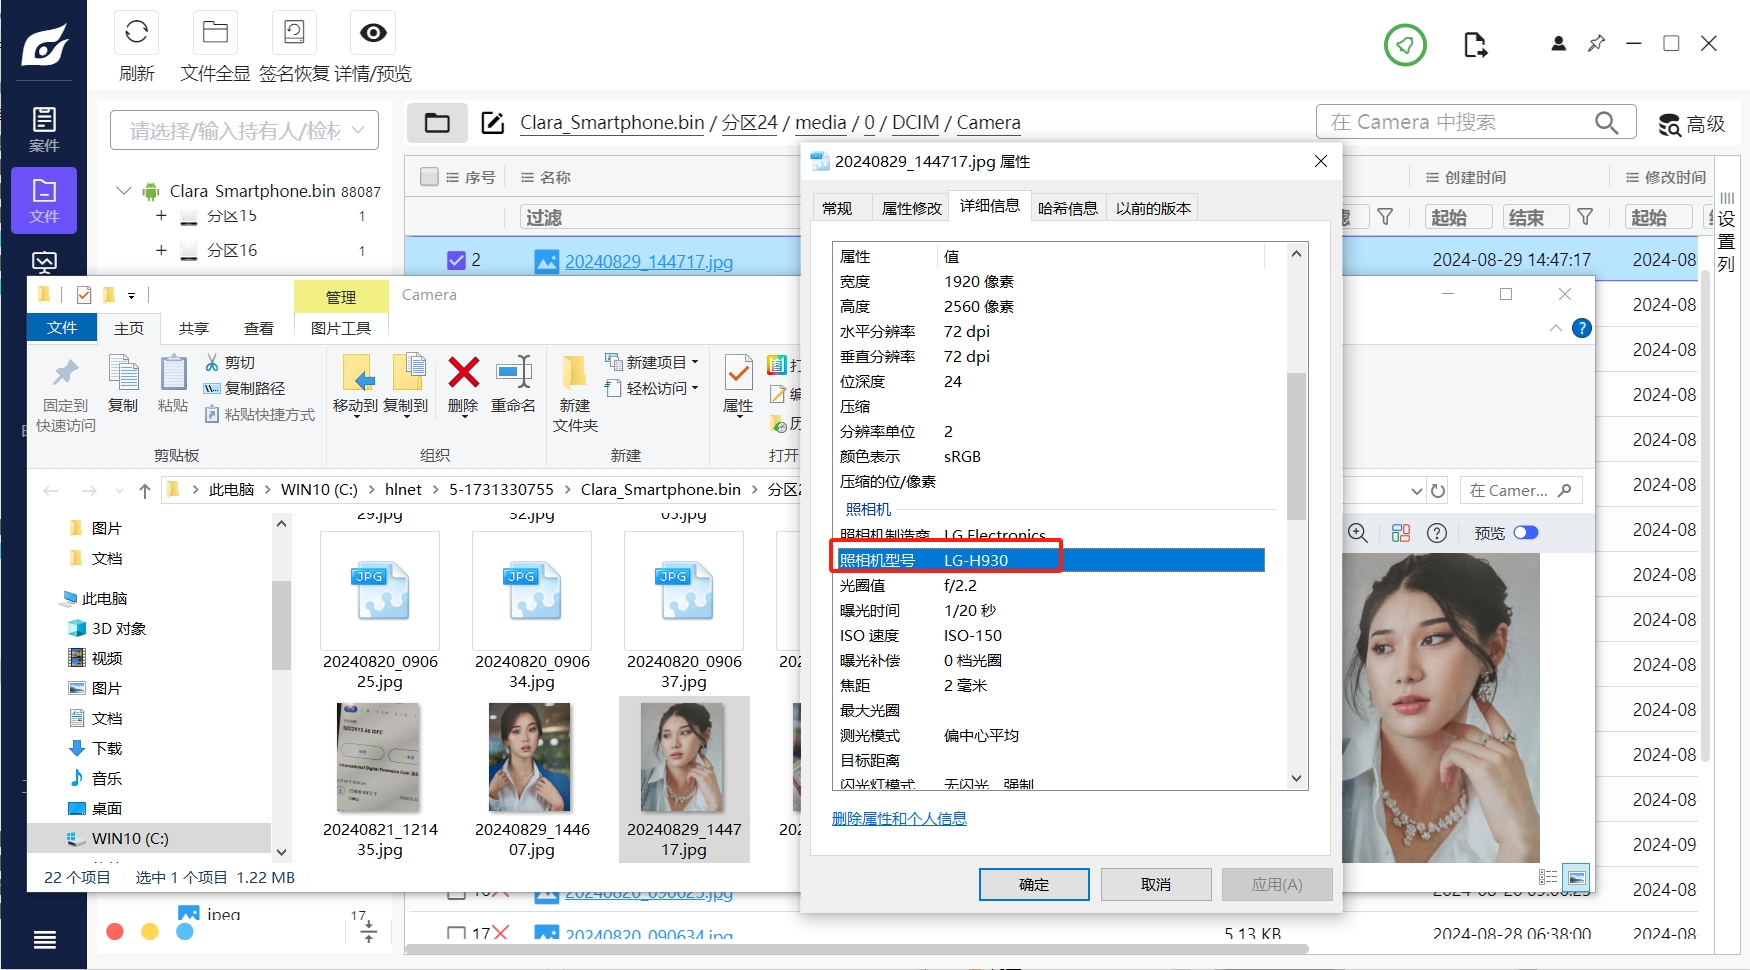 刷新
文件全显
签名恢复
详情/预览
案件
文件
请选择/输入持有人/检材
Clara_Smartphone.bin 88087
分区15 1
分区16 1
Clara_Smartphone.bin / 分区24 / media / 0 / DCIM / Camera
在 Camera 中搜索
高级
序号
名称
创建时间
修改时间
过滤
起始
结束
起始
设置列
2
20240829_144717.jpg
2024-08-29 14:47:17
2024-08
2024-08
2024-08
2024-08
2024-08
2024-08
2024-08
2024-08
2024-08
2024-08
2024-08
2024-08
2024-08
2024-09
2024-08
2024-08
管理
Camera
文件
主页
共享
查看
图片工具
固定到
快速访问
复制
粘贴
剪切
复制路径
粘贴快捷方式
剪贴板
移动到
复制到
删除
重命名
组织
新建
文件夹
新建项目
轻松访问
新建
属性
打
编
历
打开
此电脑
WIN10 (C:)
hlnet
5-1731330755
Clara_Smartphone.bin
分区2
在 Camer...
预览
图片
文档
此电脑
3D 对象
视频
图片
文档
下载
音乐
桌面
WIN10 (C:)
29.jpg
32.jpg
05.jpg
20240820_0906
25.jpg
20240820_0906
34.jpg
20240820_0906
37.jpg
202
20240821_1214
35.jpg
20240829_1446
07.jpg
20240829_1447
17.jpg
202
22 个项目
选中 1 个项目 1.22 MB
jpeg
17
20240820_090625.jpg
17
20240820_090634.jpg
5.13 KB
2024-08-28 06:38:00
20240829_144717.jpg 属性
常规
属性修改
详细信息
哈希信息
以前的版本
属性 值
宽度 1920 像素
高度 2560 像素
水平分辨率 72 dpi
垂直分辨率 72 dpi
位深度 24
压缩
分辨率单位 2
颜色表示 sRGB
压缩的位/像素
照相机
照相机制造商 LG Electronics
照相机型号 LG-H930
光圈值 f/2.2
曝光时间 1/20 秒
ISO 速度 ISO-150
曝光补偿 0 档光圈
焦距 2 毫米
最大光圈
测光模式 偏中心平均
目标距离
闪光灯模式 无闪光，强制
删除属性和个人信息
确定
取消
应用(A)